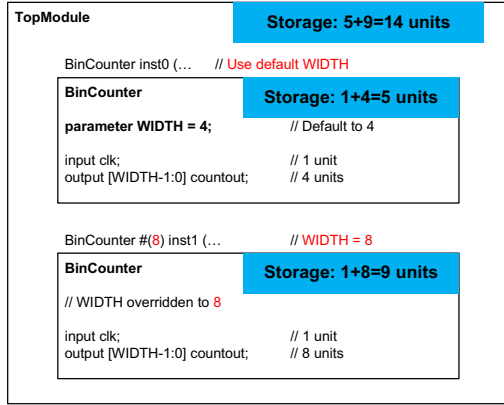 TopModule
Storage: 5+9=14 units
BinCounter inst0 (… // Use default WIDTH
BinCounter
Storage: 1+4=5 units
parameter WIDTH = 4; // Default to 4
input clk; // 1 unit
output [WIDTH-1:0] countout; // 4 units
BinCounter #(8) inst1 (… // WIDTH = 8
BinCounter
Storage: 1+8=9 units
// WIDTH overridden to 8
input clk; // 1 unit
output [WIDTH-1:0] countout; // 8 units